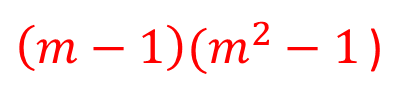 (m − 1)(m² − 1)